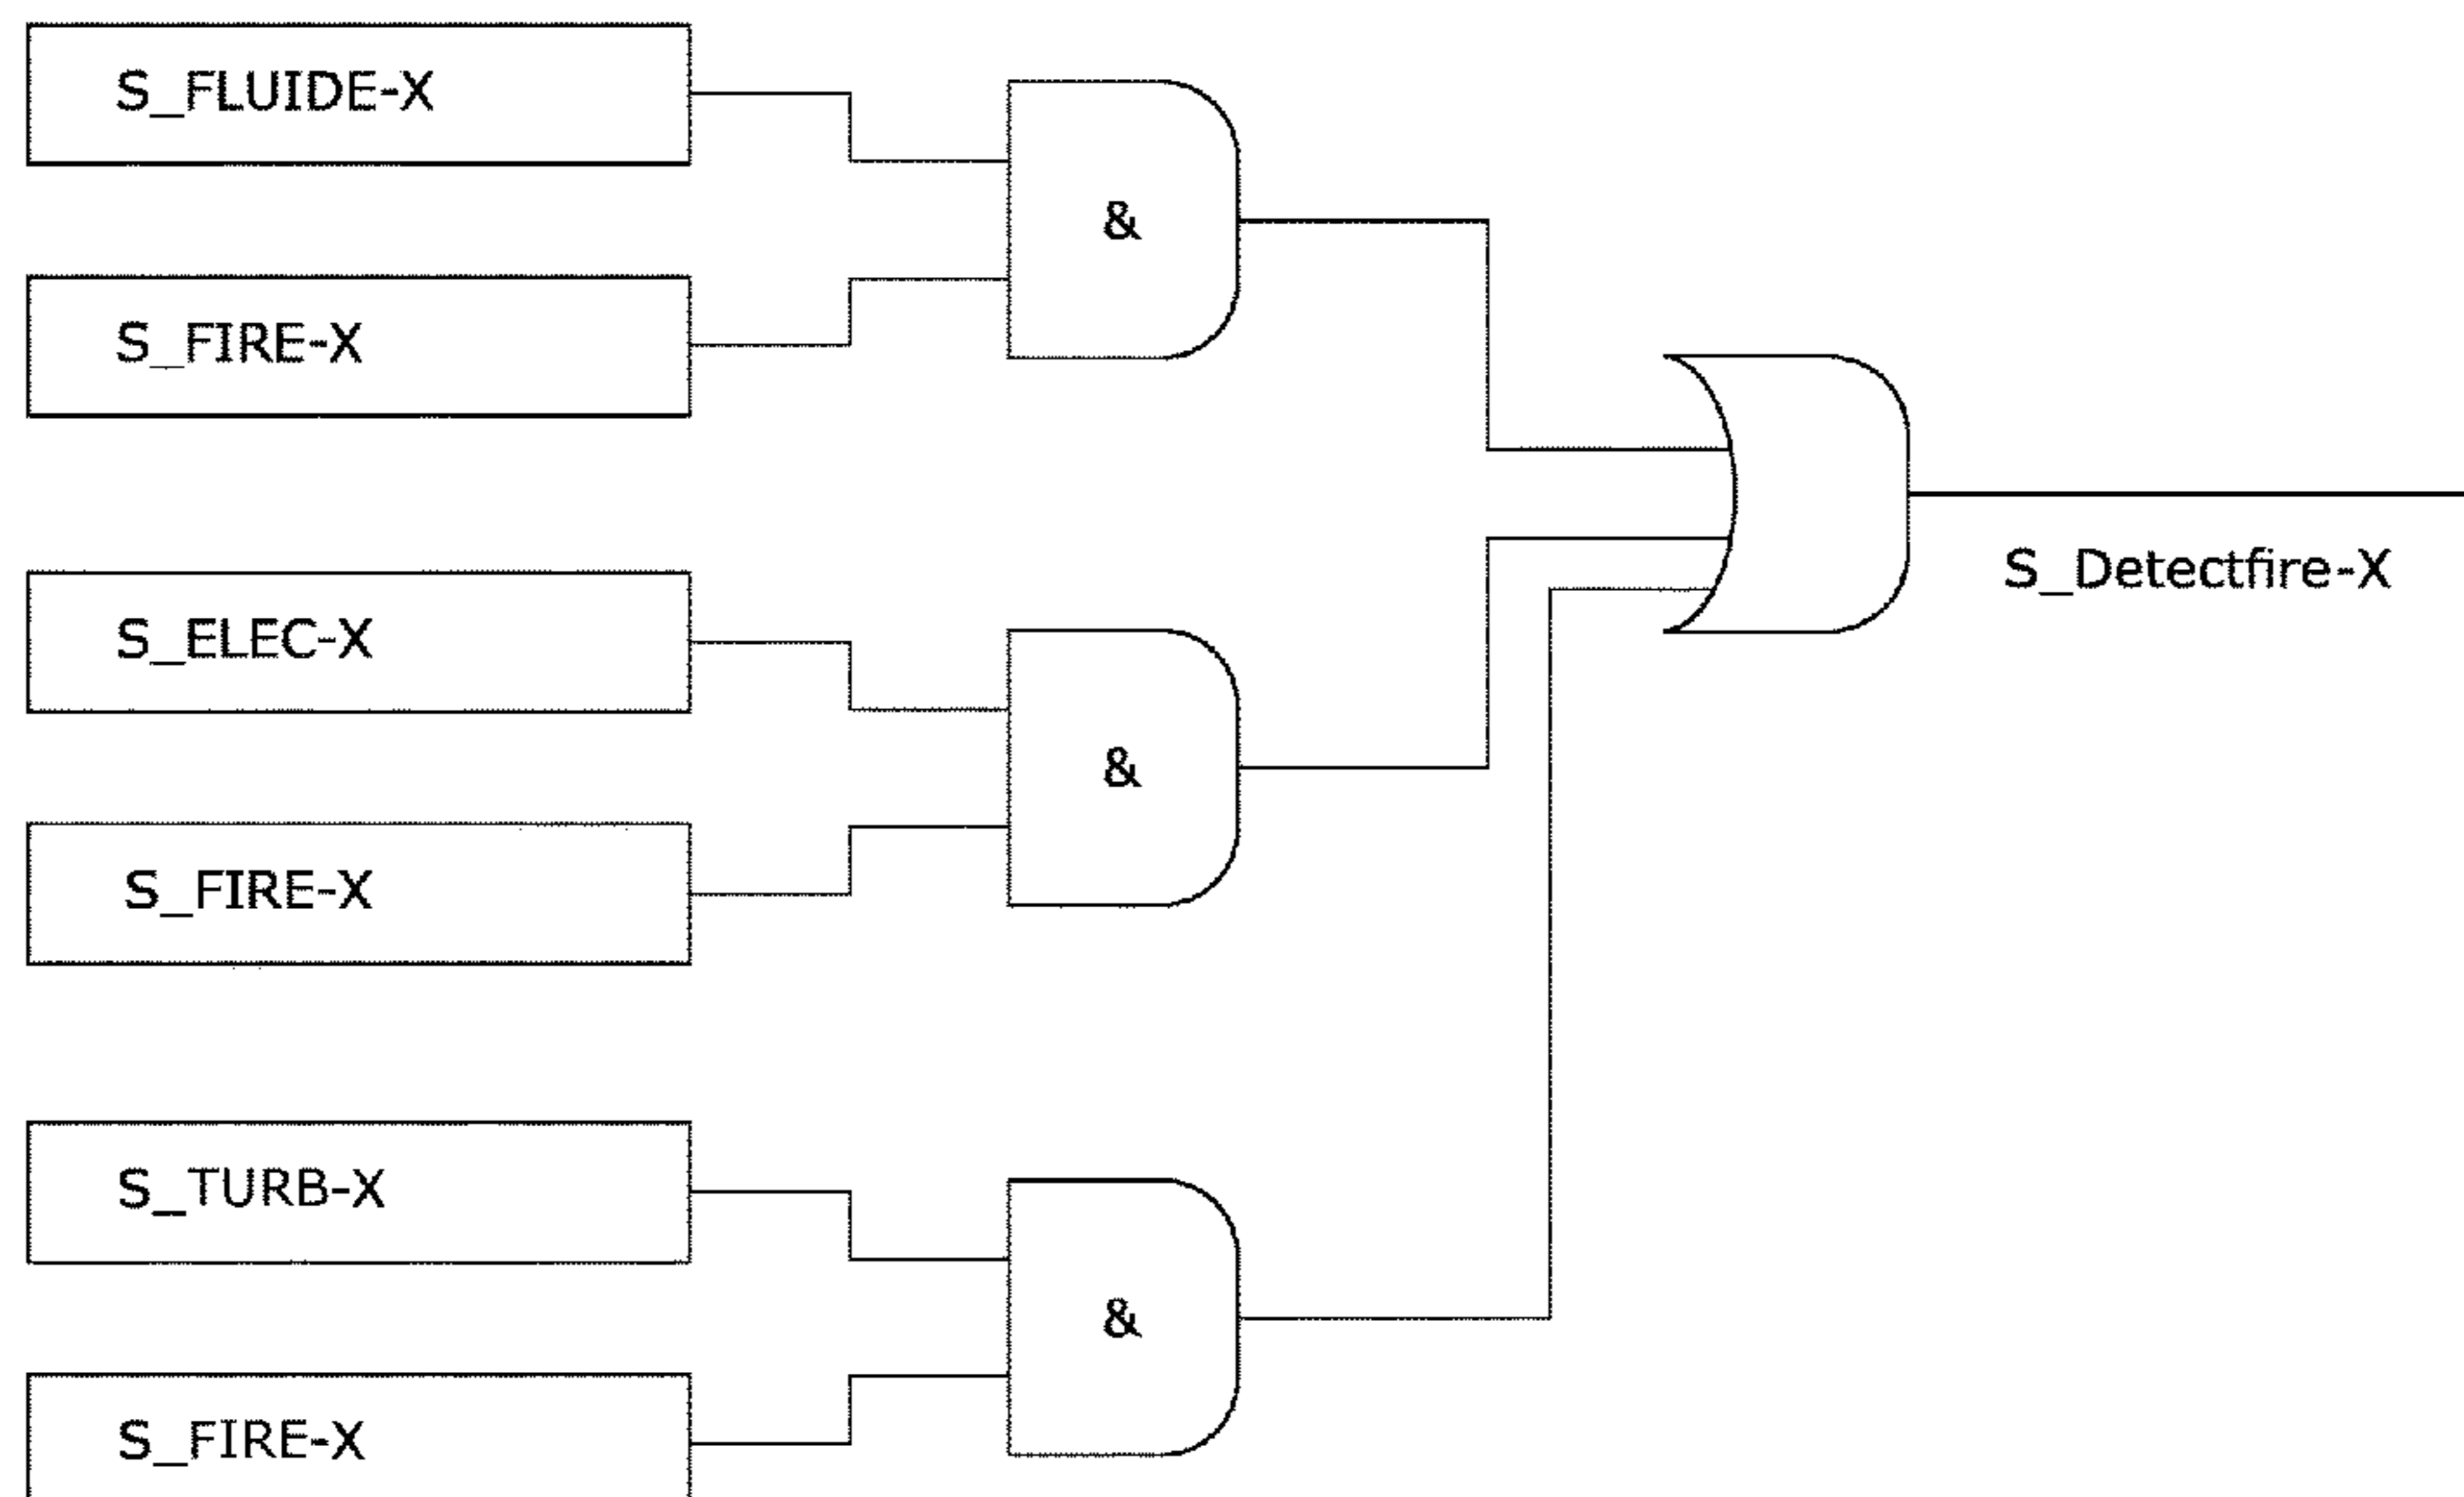 S_FLUIDE-X
&
S_FIRE-X
S_Detectfire-X
S_ELEC-X
&
S_FIRE-X
S_TURB-X
&
S_FIRE-X